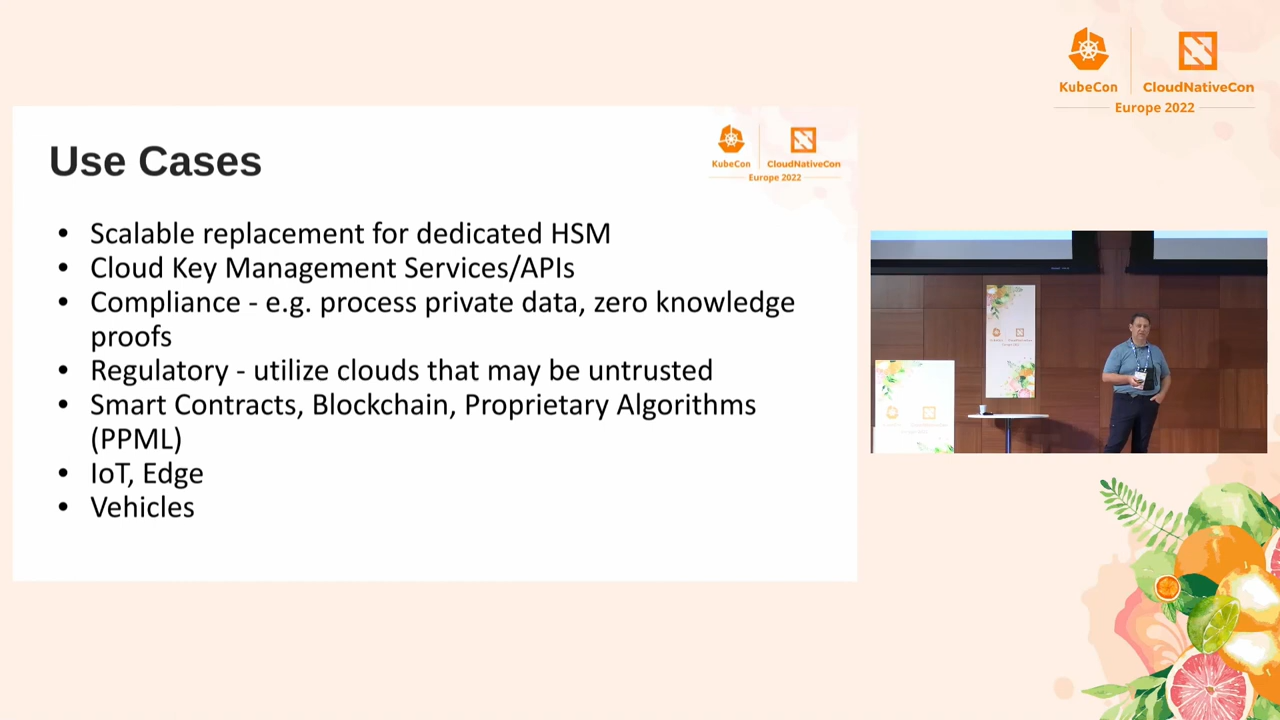 KubeCon
CloudNativeCon
Europe 2022
Use Cases
KubeCon
CloudNativeCon
Europe 2022
• Scalable replacement for dedicated HSM
• Cloud Key Management Services/APIs
• Compliance - e.g. process private data, zero knowledge
proofs
• Regulatory - utilize clouds that may be untrusted
• Smart Contracts, Blockchain, Proprietary Algorithms
(PPML)
• IoT, Edge
• Vehicles